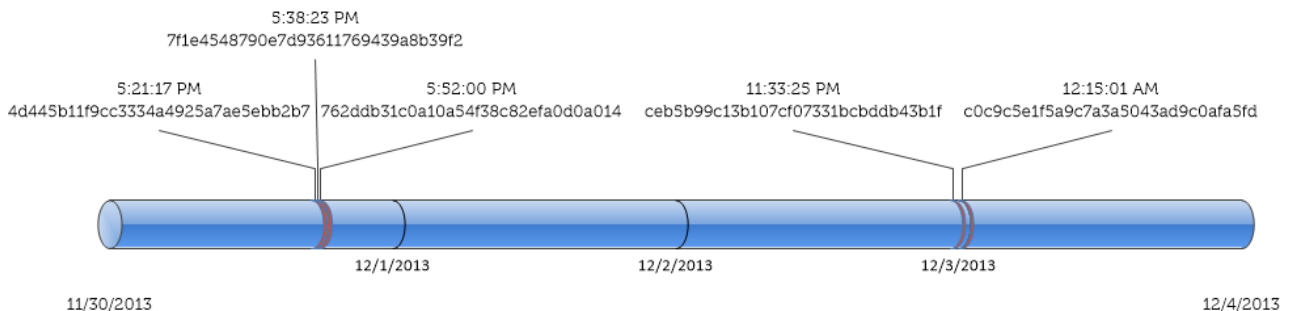 5:38:23 PM
7f1e4548790e7d93611769439a8b39f2
5:21:17 PM
4d445b11f9cc3334a4925a7ae5ebb2b7
5:52:00 PM
762ddb31c0a10a54f38c82efa0d0a014
11:33:25 PM
ceb5b99c13b107cf07331bcbddb43b1f
12:15:01 AM
c0c9c5e1f5a9c7a3a5043ad9c0afa5fd
12/1/2013
12/2/2013
12/3/2013
11/30/2013
12/4/2013